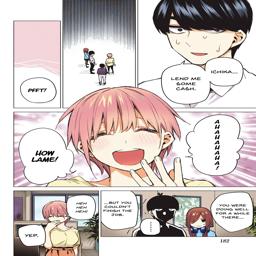 ICHIKA...
LEND ME
SOME
CASH.
PFFT?
AHAHAHAHA!
HOW
LAME!
YOU WERE
DOING WELL
FOR A WHILE
THERE...
...BUT YOU
COULDN'T
FINISH THE
JOB.
HEH
HEH
HEH!
YEP.
182